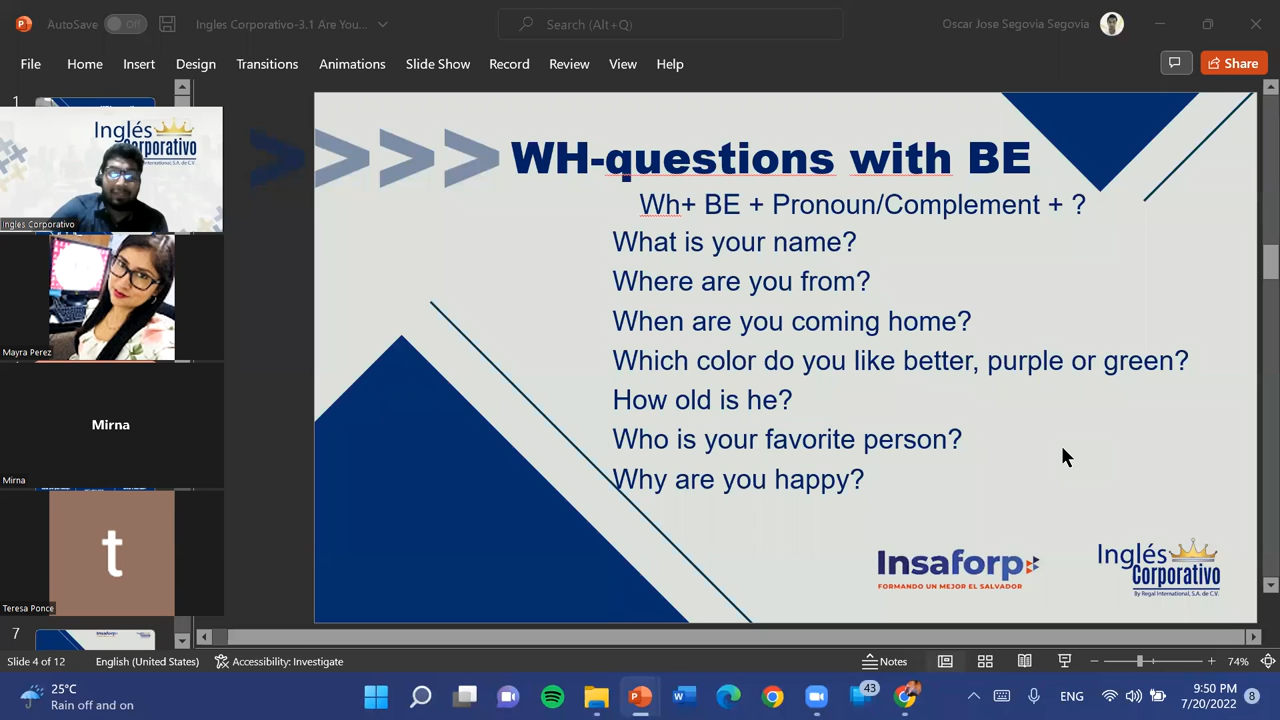 AutoSave
Off
Ingles Corporativo-3.1 Are You...
Search (Alt+Q)
Oscar Jose Segovia Segovia
File
Home
Insert
Design
Transitions
Animations
Slide Show
Record
Review
View
Help
Share
1
Inglés
Corporativo
Ingles Corporativo
Mayra Perez
Mirna
Mirna
t
Teresa Ponce
7
>>>> WH-questions with BE
Wh+ BE + Pronoun/Complement + ?
What is your name?
Where are you from?
When are you coming home?
Which color do you like better, purple or green?
How old is he?
Who is your favorite person?
Why are you happy?
Insaforp
FORMANDO UN MEJOR EL SALVADOR
Inglés
Corporativo
By Regal International, S.A. de C.V.
Slide 4 of 12
English (United States)
Accessibility: Investigate
Notes
74%
25°C
Rain off and on
43
ENG
9:50 PM
7/20/2022
8